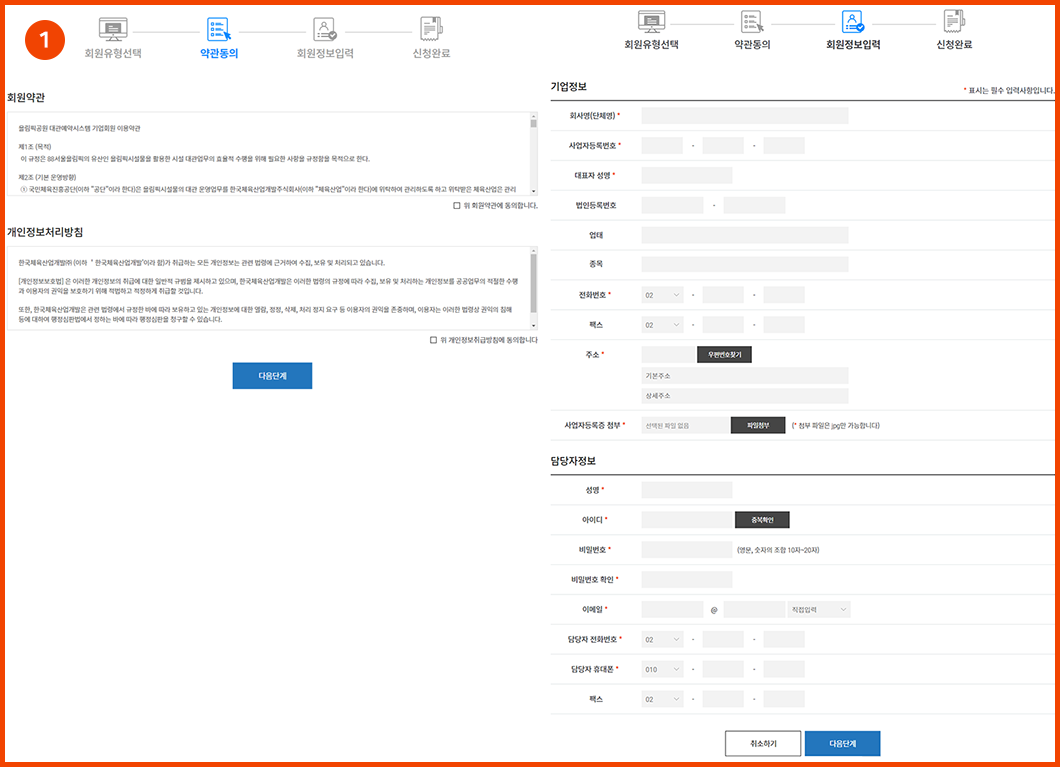 1
회원유형선택
약관동의
회원정보입력
신청완료
회원약관
올림픽공원 대관예약시스템 기업회원 이용약관
제1조 (목적)
이 규정은 88서울올림픽의 유산인 올림픽시설물을 활용한 시설 대관업무의 효율적 수행을 위해 필요한 사항을 규정함을 목적으로 한다.
제2조 (기본 운영방향)
① 국민체육진흥공단(이하 "공단"이라 한다)은 올림픽시설물의 대관 운영업무를 한국체육산업개발주식회사(이하 "체육산업"이라 한다)에 위탁하여 관리하도록 하고 위탁받은 체육산업은 관리
위 회원약관에 동의합니다.
개인정보처리방침
한국체육산업개발㈜ (이하 ‘한국체육산업개발’이라 함)가 취급하는 모든 개인정보는 관련 법령에 근거하여 수집, 보유 및 처리되고 있습니다.
[개인정보보호법] 은 이러한 개인정보의 취급에 대한 일반적 규범을 제시하고 있으며, 한국체육산업개발은 이러한 법령의 규정에 따라 수집, 보유 및 처리하는 개인정보를 공공업무의 적절한 수행
과 이용자의 권익을 보호하기 위해 적법하고 적정하게 취급할 것입니다.
또한, 한국체육산업개발은 관련 법령에서 규정한 바에 따라 보유하고 있는 개인정보에 대한 열람, 정정, 삭제, 처리 정지 요구 등 이용자의 권익을 존중하며, 이용자는 이러한 법령상 권익의 침해
등에 대하여 행정심판법에서 정하는 바에 따라 행정심판을 청구할 수 있습니다.
위 개인정보취급방침에 동의합니다
다음단계
회원유형선택
약관동의
회원정보입력
신청완료
기업정보
* 표시는 필수 입력사항입니다.
회사명(단체명) *
사업자등록번호 * - -
대표자 성명 *
법인등록번호 -
업태
종목
전화번호 * 02 - -
팩스 02 - -
주소 * 우편번호찾기
기본주소
상세주소
사업자등록증 첨부 * 선택된 파일 없음 파일첨부 (* 첨부 파일은 jpg만 가능합니다)
담당자정보
성명 *
아이디 * 중복확인
비밀번호 * (영문, 숫자의 조합 10자~20자)
비밀번호 확인 *
이메일 * @ 직접입력
담당자 전화번호 * 02 - -
담당자 휴대폰 * 010 - -
팩스 02 - -
취소하기
다음단계